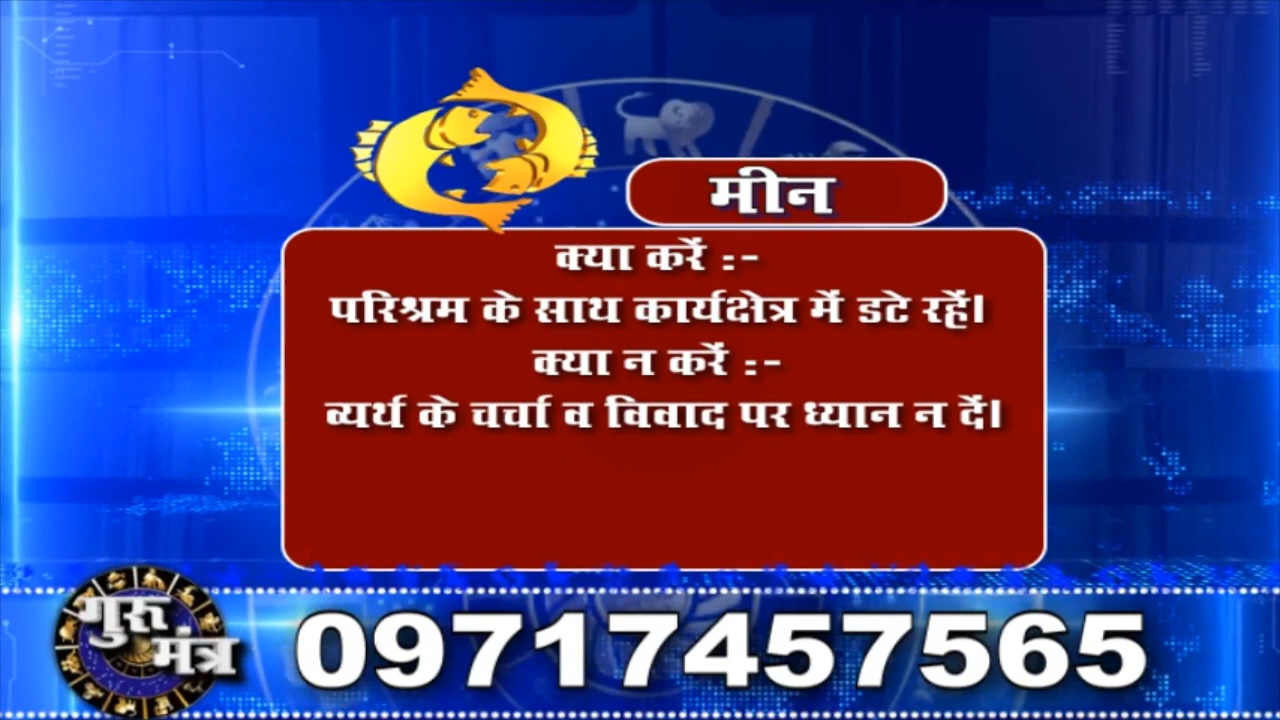 मीन
क्या करें :-
परिश्रम के साथ कार्यक्षेत्र में डटे रहें।
क्या न करें :-
व्यर्थ के चर्चा व विवाद पर ध्यान न दें।
गुरु
मंत्र
09717457565